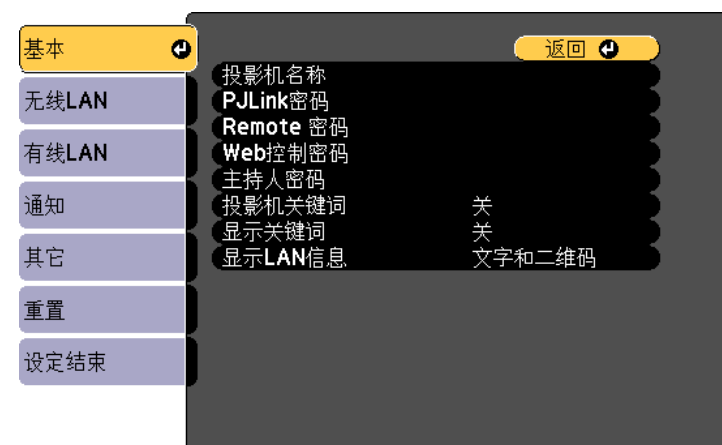 基本
无线LAN
有线LAN
通知
其它
重置
设定结束
返回
投影机名称
PJLink密码
Remote 密码
Web控制密码
主持人密码
投影机关键词 关
显示关键词 关
显示LAN信息 文字和二维码